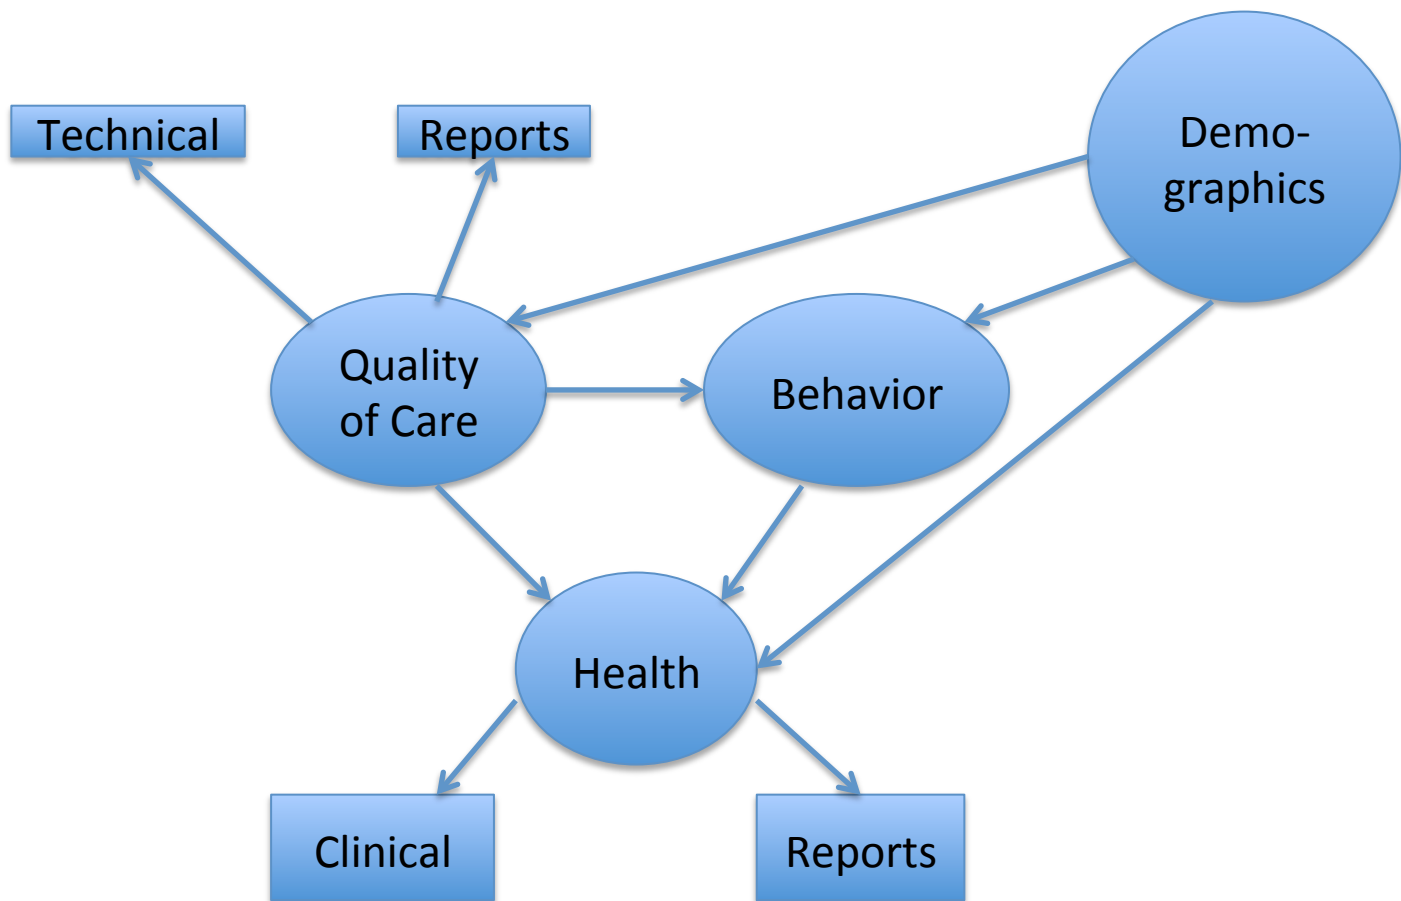 Technical
Reports
Demo-
graphics
Quality
of Care
Behavior
Health
Clinical
Reports